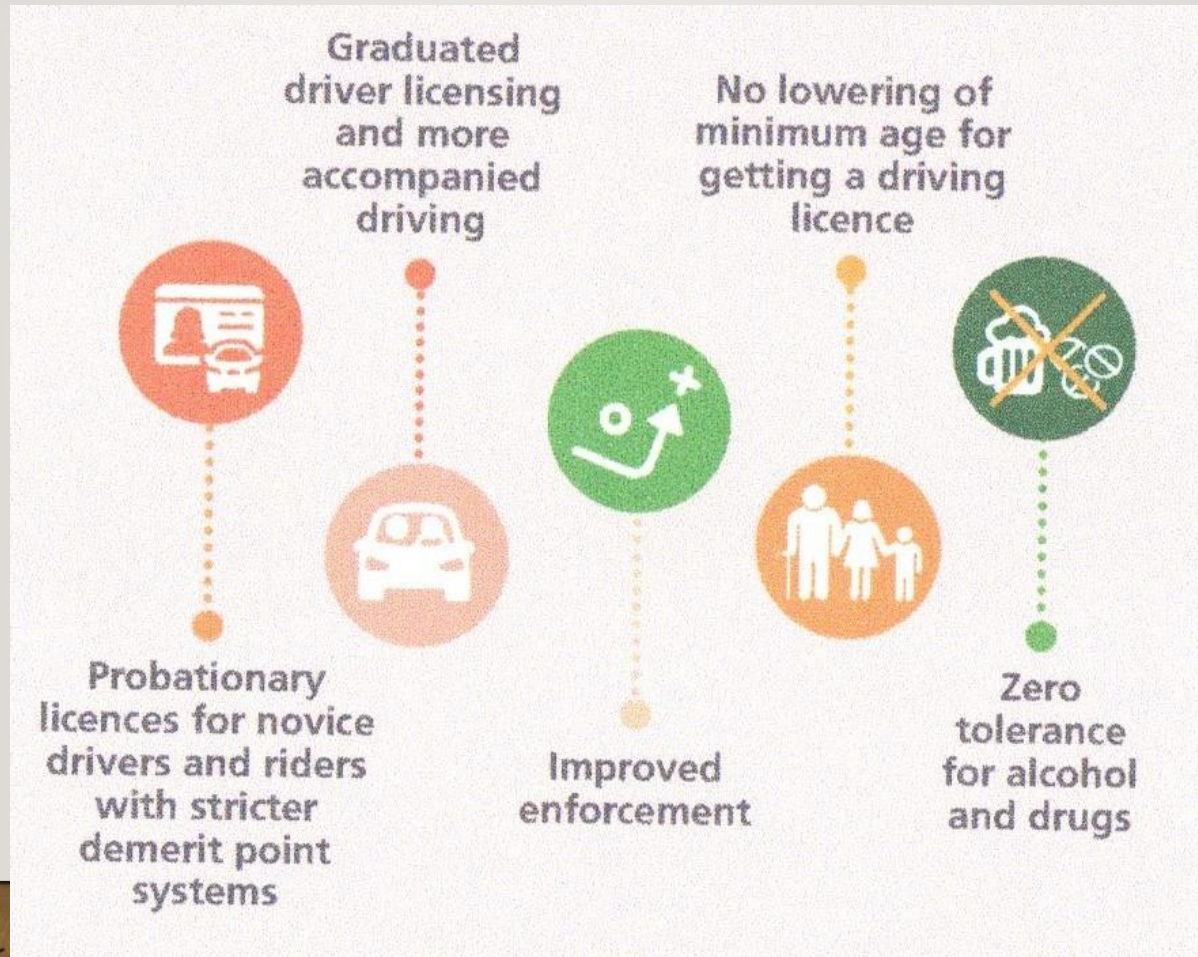 Graduated
driver licensing
and more
accompanied
driving
No lowering of
minimum age for
getting a driving
licence
Probationary
licences for novice
drivers and riders
with stricter
demerit point
systems
Improved
enforcement
Zero
tolerance
for alcohol
and drugs